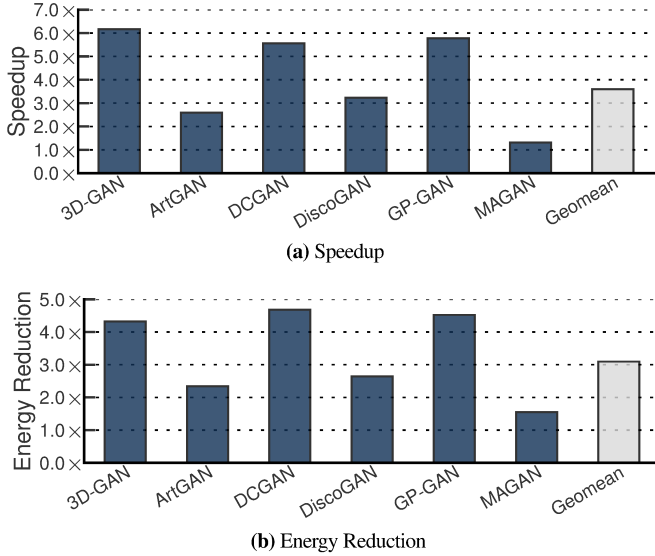 7.0×
6.0×
5.0×
4.0×
3.0×
2.0×
1.0×
0.0×
Speedup
3D-GAN ArtGAN DCGAN DiscoGAN GP-GAN MAGAN Geomean
(a) Speedup
5.0×
4.0×
3.0×
2.0×
1.0×
0.0×
Energy Reduction
3D-GAN ArtGAN DCGAN DiscoGAN GP-GAN MAGAN Geomean
(b) Energy Reduction